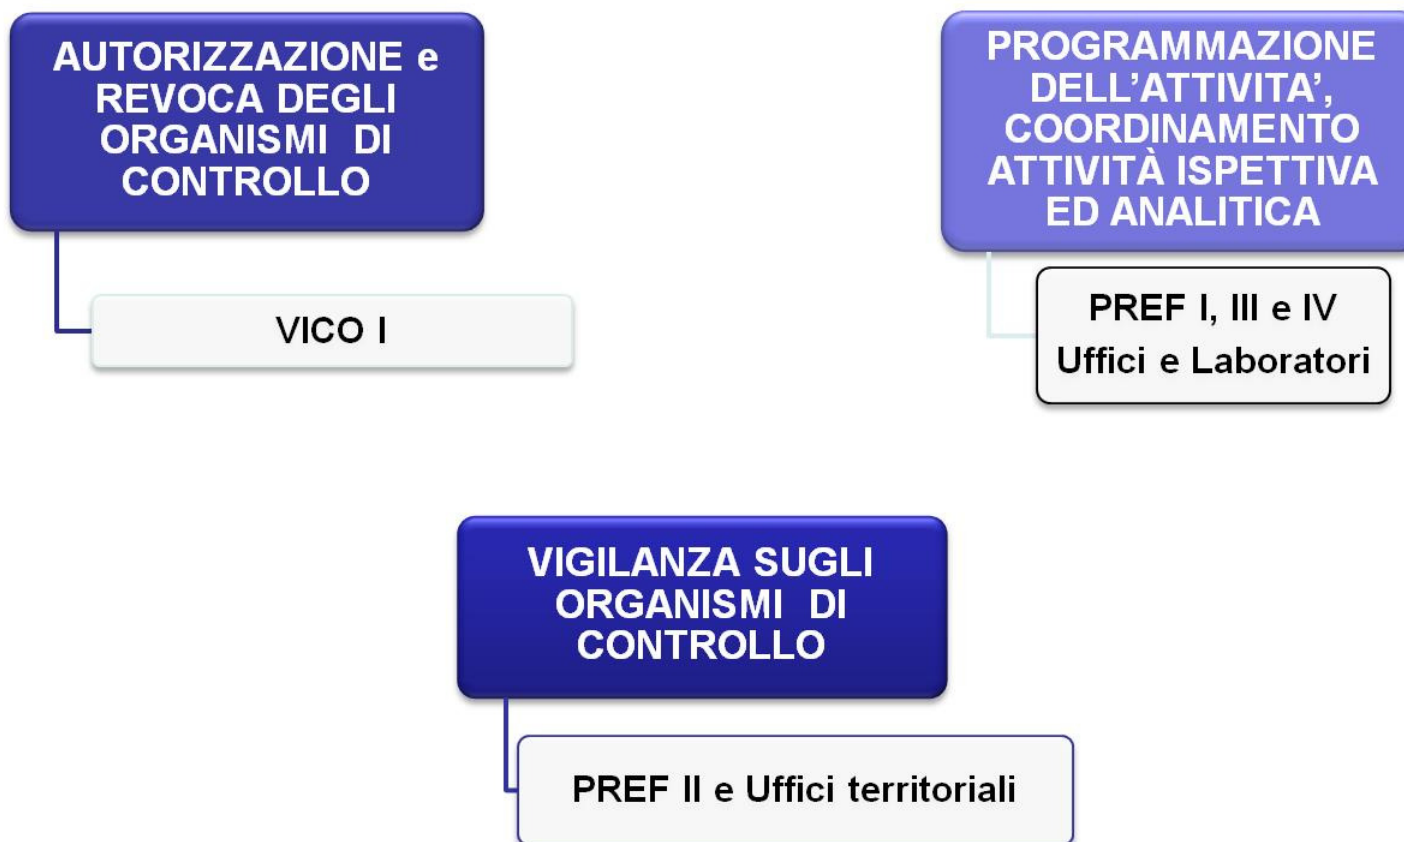 AUTORIZZAZIONE e
REVOCA DEGLI
ORGANISMI DI
CONTROLLO
VICO I
PROGRAMMAZIONE
DELL'ATTIVITA',
COORDINAMENTO
ATTIVITÀ ISPETTIVA
ED ANALITICA
PREF I, III e IV
Uffici e Laboratori
VIGILANZA SUGLI
ORGANISMI DI
CONTROLLO
PREF II e Uffici territoriali